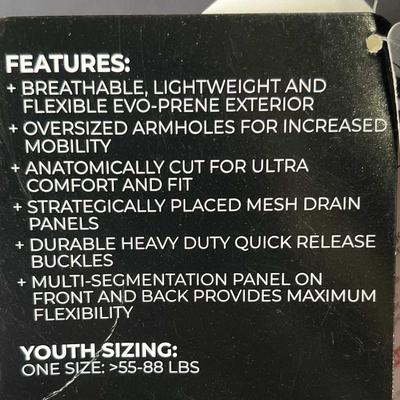 FEATURES:
+ BREATHABLE, LIGHTWEIGHT AND
FLEXIBLE EVO-PRENE EXTERIOR
+ OVERSIZED ARMHOLES FOR INCREASED
MOBILITY
+ ANATOMICALLY CUT FOR ULTRA
COMFORT AND FIT
+ STRATEGICALLY PLACED MESH DRAIN
PANELS
+ DURABLE HEAVY DUTY QUICK RELEASE
BUCKLES
+ MULTI-SEGMENTATION PANEL ON
FRONT AND BACK PROVIDES MAXIMUM
FLEXIBILITY
YOUTH SIZING:
ONE SIZE: >55-88 LBS